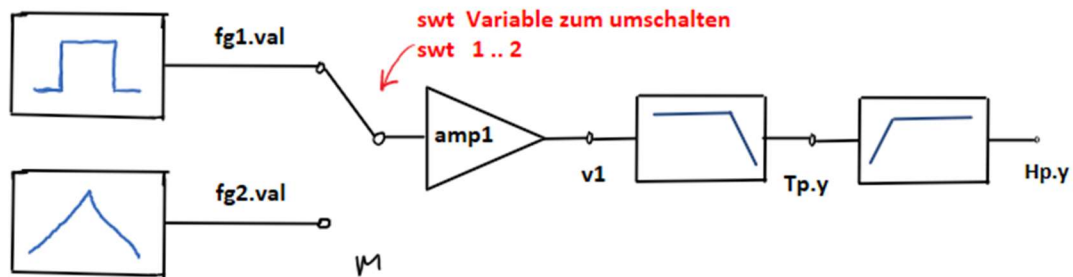 swt Variable zum umschalten
swt 1 .. 2
fg1.val
amp1
v1
Tp.y
Hp.y
fg2.val